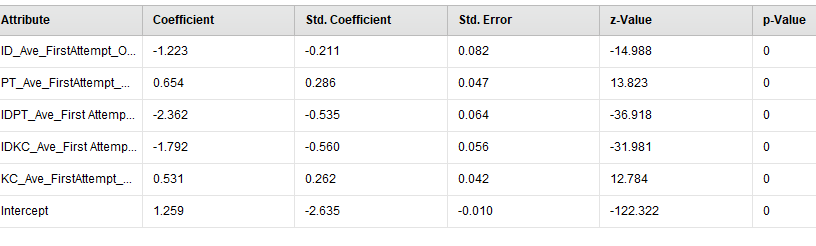 Attribute Coefficient Std. Coefficient Std. Error z-Value p-Value
ID_Ave_FirstAttempt_O... -1.223 -0.211 0.082 -14.988 0
PT_Ave_FirstAttempt_... 0.654 0.286 0.047 13.823 0
IDPT_Ave_First Attemp... -2.362 -0.535 0.064 -36.918 0
IDKC_Ave_First Attemp... -1.792 -0.560 0.056 -31.981 0
KC_Ave_FirstAttempt_... 0.531 0.262 0.042 12.784 0
Intercept 1.259 -2.635 -0.010 -122.322 0